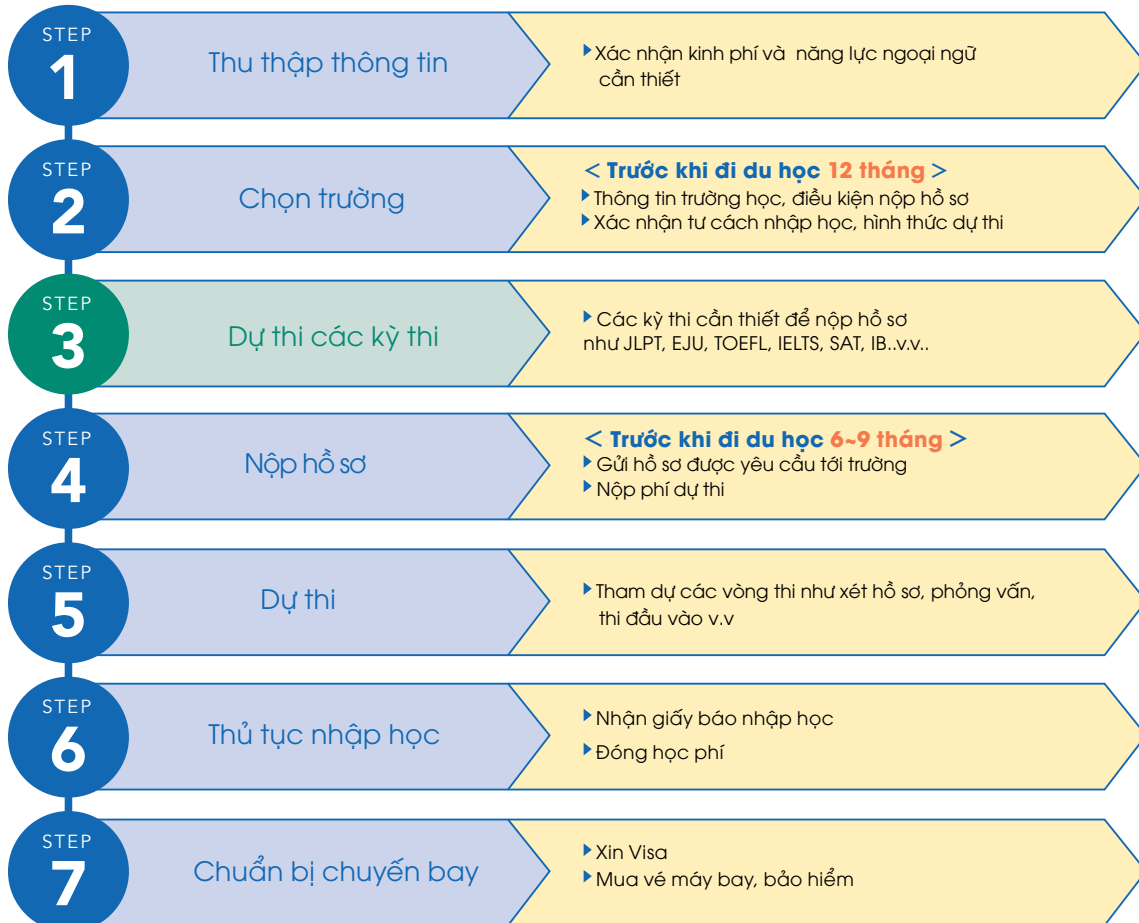 STEP
1
Thu thập thông tin
Xác nhận kinh phí và năng lực ngoại ngữ
cần thiết
STEP
2
Chọn trường
< Trước khi đi du học 12 tháng >
Thông tin trường học, điều kiện nộp hồ sơ
Xác nhận tư cách nhập học, hình thức dự thi
STEP
3
Dự thi các kỳ thi
Các kỳ thi cần thiết để nộp hồ sơ
như JLPT, EJU, TOEFL, IELTS, SAT, IB..v.v..
STEP
4
Nộp hồ sơ
< Trước khi đi du học 6~9 tháng >
Gửi hồ sơ được yêu cầu tới trường
Nộp phí dự thi
STEP
5
Dự thi
Tham dự các vòng thi như xét hồ sơ, phỏng vấn,
thi đầu vào v.v
STEP
6
Thủ tục nhập học
Nhận giấy báo nhập học
Đóng học phí
STEP
7
Chuẩn bị chuyến bay
Xin Visa
Mua vé máy bay, bảo hiểm